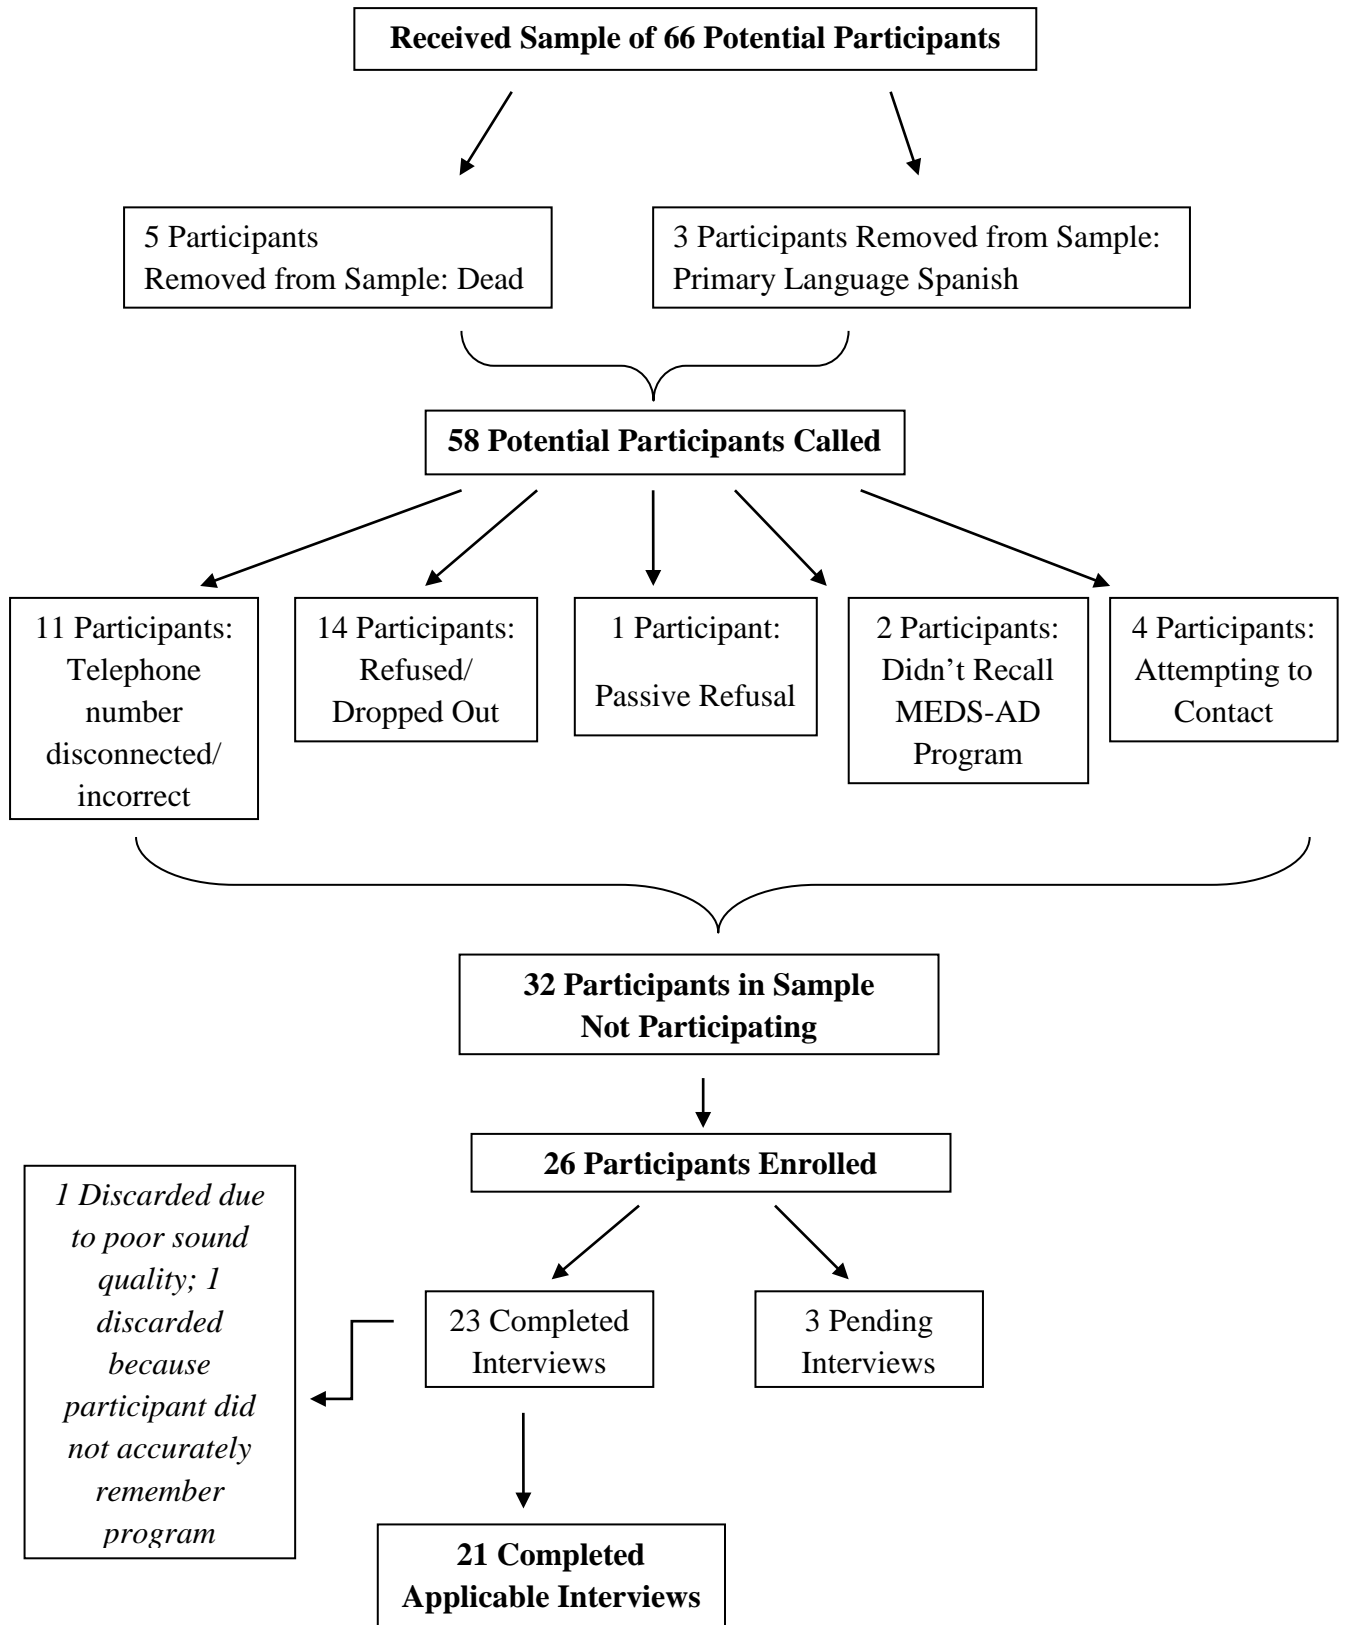 Received Sample of 66 Potential Participants
5 Participants
Removed from Sample: Dead
3 Participants Removed from Sample:
Primary Language Spanish
58 Potential Participants Called
11 Participants:
Telephone
number
disconnected/
incorrect
14 Participants:
Refused/
Dropped Out
1 Participant:
Passive Refusal
2 Participants:
Didn’t Recall
MEDS-AD
Program
4 Participants:
Attempting to
Contact
32 Participants in Sample
Not Participating
26 Participants Enrolled
1 Discarded due
to poor sound
quality; 1
discarded
because
participant did
not accurately
remember
program
23 Completed
Interviews
3 Pending
Interviews
21 Completed
Applicable Interviews